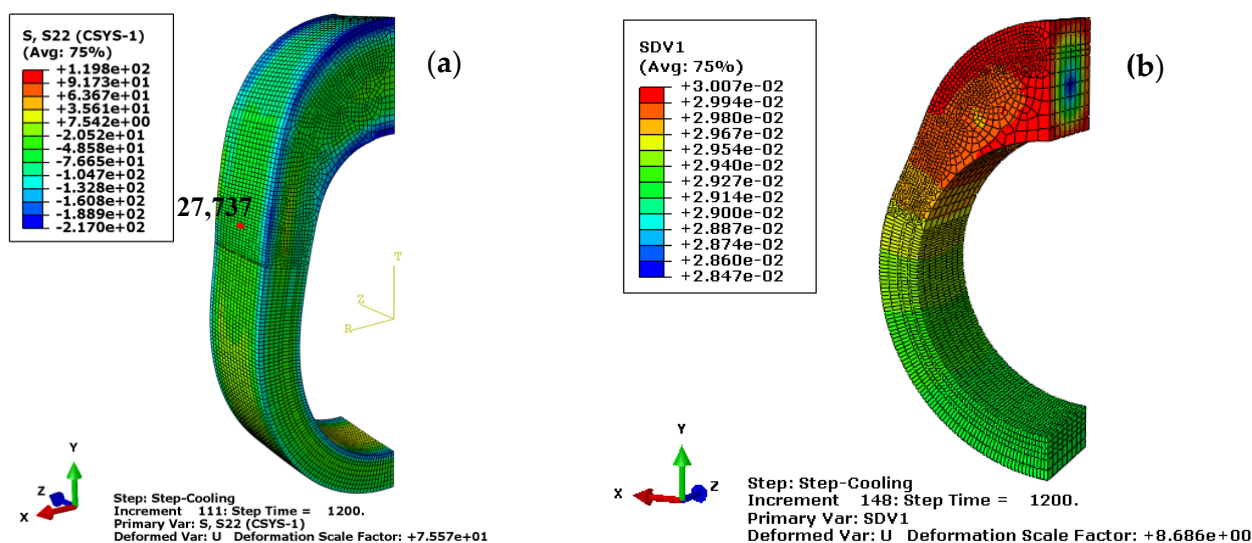 S, S22 (CSYS-1)
(Avg: 75%)
+1.198e+02
+9.173e+01
+6.367e+01
+3.561e+01
+7.542e+00
-2.052e+01
-4.858e+01
-7.665e+01
-1.047e+02
-1.328e+02
-1.608e+02
-1.889e+02
-2.170e+02
(a)
27,737
T
Z
R
Y
Z
X
Step: Step-Cooling
Increment 111: Step Time = 1200.
Primary Var: S, S22 (CSYS-1)
Deformed Var: U Deformation Scale Factor: +7.557e+01
SDV1
(Avg: 75%)
+3.007e-02
+2.994e-02
+2.980e-02
+2.967e-02
+2.954e-02
+2.940e-02
+2.927e-02
+2.914e-02
+2.900e-02
+2.887e-02
+2.874e-02
+2.860e-02
+2.847e-02
(b)
Y
X
Z
Step: Step-Cooling
Increment 148: Step Time = 1200.
Primary Var: SDV1
Deformed Var: U Deformation Scale Factor: +8.686e+00